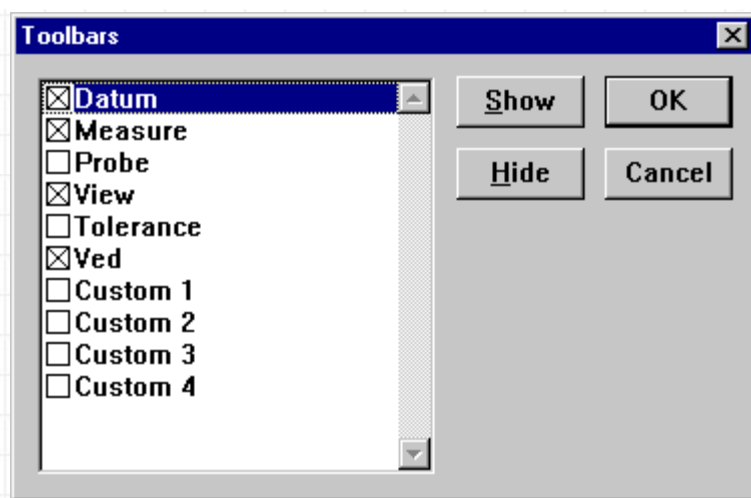 Toolbars
Datum
Measure
Probe
View
Tolerance
Ved
Custom 1
Custom 2
Custom 3
Custom 4
Show
OK
Hide
Cancel